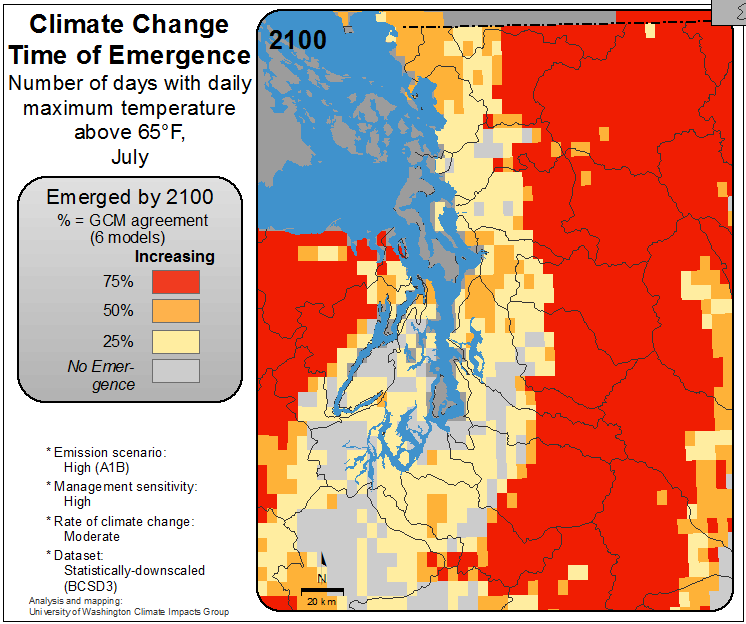 Climate Change
Time of Emergence
Number of days with daily
maximum temperature
above 65°F,
July
Emerged by 2100
% = GCM agreement
(6 models)
Increasing
75%
50%
25%
No Emer-
gence
* Emission scenario:
High (A1B)
* Management sensitivity:
High
* Rate of climate change:
Moderate
* Dataset:
Statistically-downscaled
(BCSD3)
Analysis and mapping:
University of Washington Climate Impacts Group
2100
N
20 km